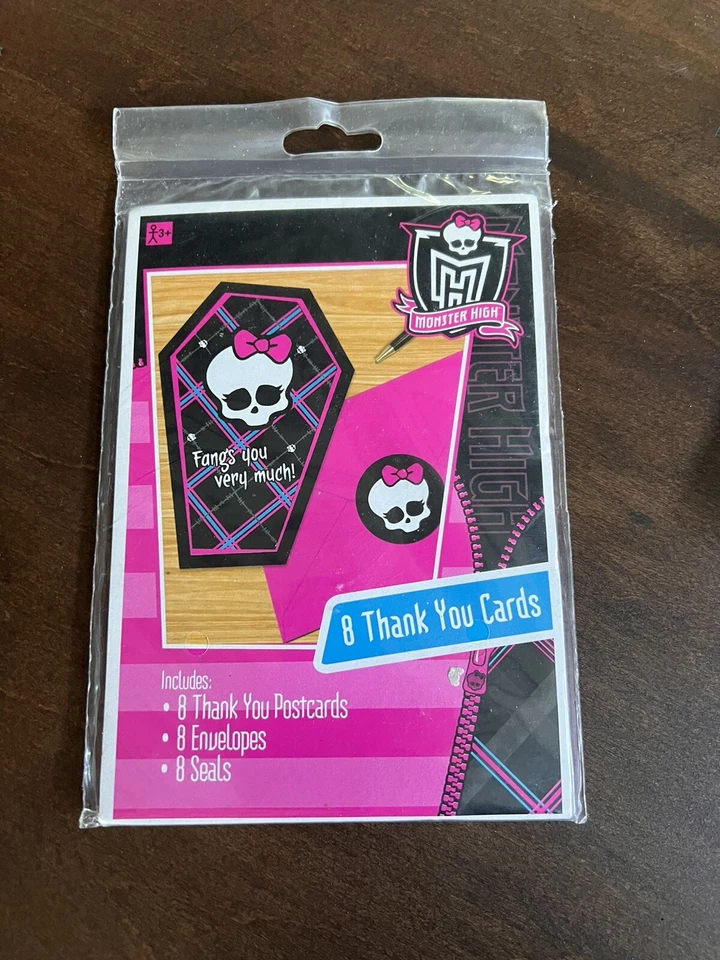 3+
MONSTER HIGH
MONSTER HIGH
Fangs you
very much!
8 Thank You Cards
Includes:
• 8 Thank You Postcards
• 8 Envelopes
• 8 Seals